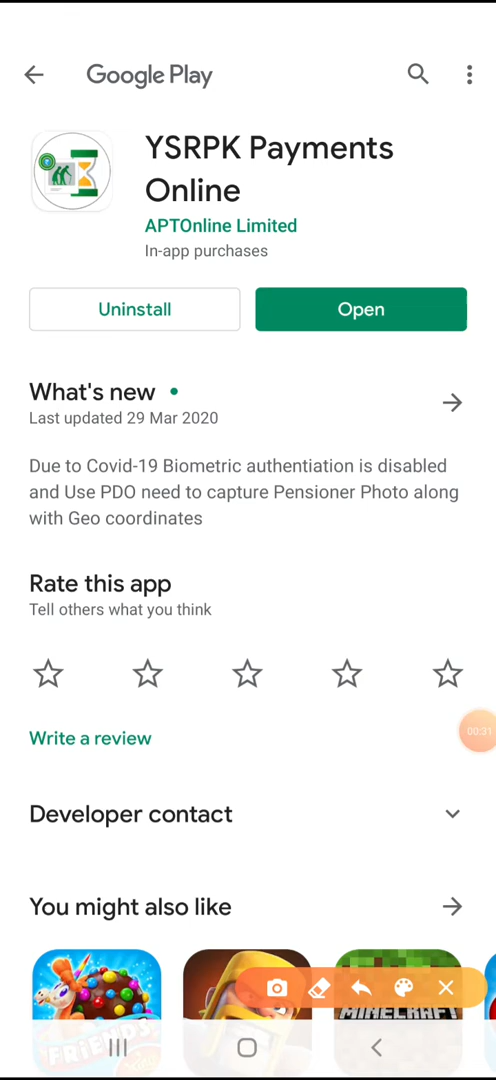 Google Play
YSRPK Payments
Online
APTOnline Limited
In-app purchases
Uninstall
Open
What's new
Last updated 29 Mar 2020
Due to Covid-19 Biometric authentiation is disabled
and Use PDO need to capture Pensioner Photo along
with Geo coordinates
Rate this app
Tell others what you think
Write a review
00:31
Developer contact
You might also like
MINECRAFT
FRIENDS